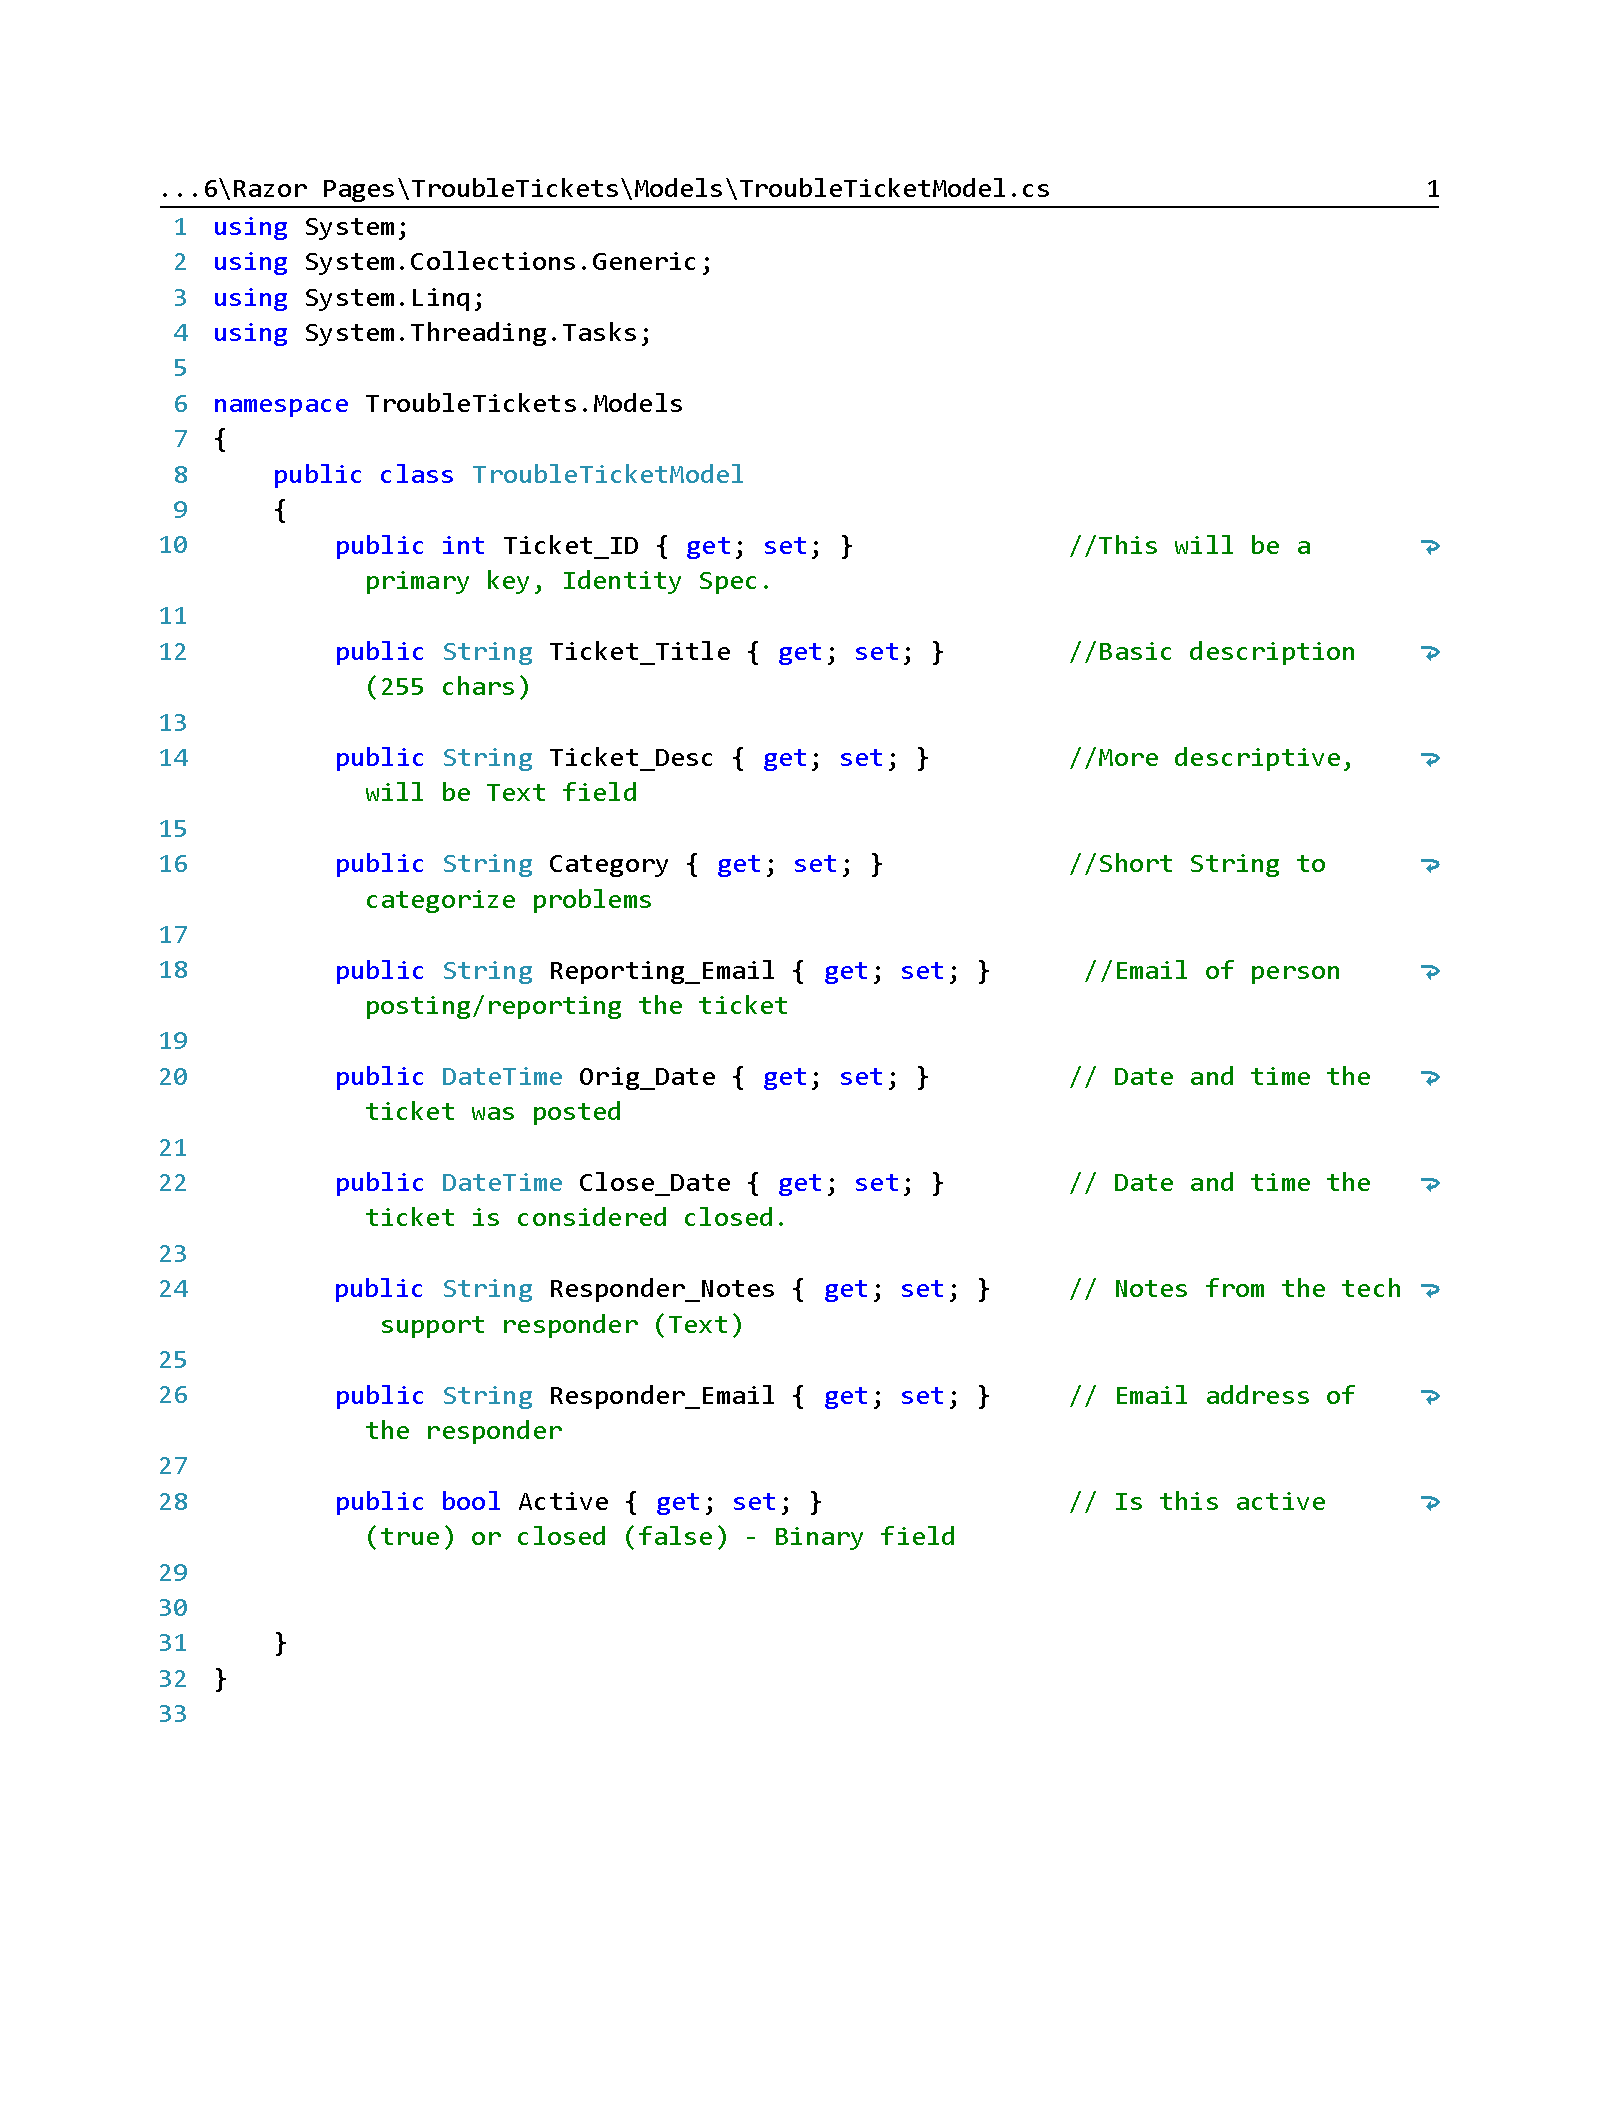 ...6\Razor Pages\TroubleTickets\Models\TroubleTicketModel.cs 1
1 using System;
2 using System.Collections.Generic;
3 using System.Linq;
4 using System.Threading.Tasks;
5
6 namespace TroubleTickets.Models
7 {
8 public class TroubleTicketModel
9 {
10 public int Ticket_ID { get; set; } //This will be a
primary key, Identity Spec.
11
12 public String Ticket_Title { get; set; } //Basic description
(255 chars)
13
14 public String Ticket_Desc { get; set; } //More descriptive,
will be Text field
15
16 public String Category { get; set; } //Short String to
categorize problems
17
18 public String Reporting_Email { get; set; } //Email of person
posting/reporting the ticket
19
20 public DateTime Orig_Date { get; set; } // Date and time the
ticket was posted
21
22 public DateTime Close_Date { get; set; } // Date and time the
ticket is considered closed.
23
24 public String Responder_Notes { get; set; } // Notes from the tech
support responder (Text)
25
26 public String Responder_Email { get; set; } // Email address of
the responder
27
28 public bool Active { get; set; } // Is this active
(true) or closed (false) - Binary field
29
30
31 }
32 }
33